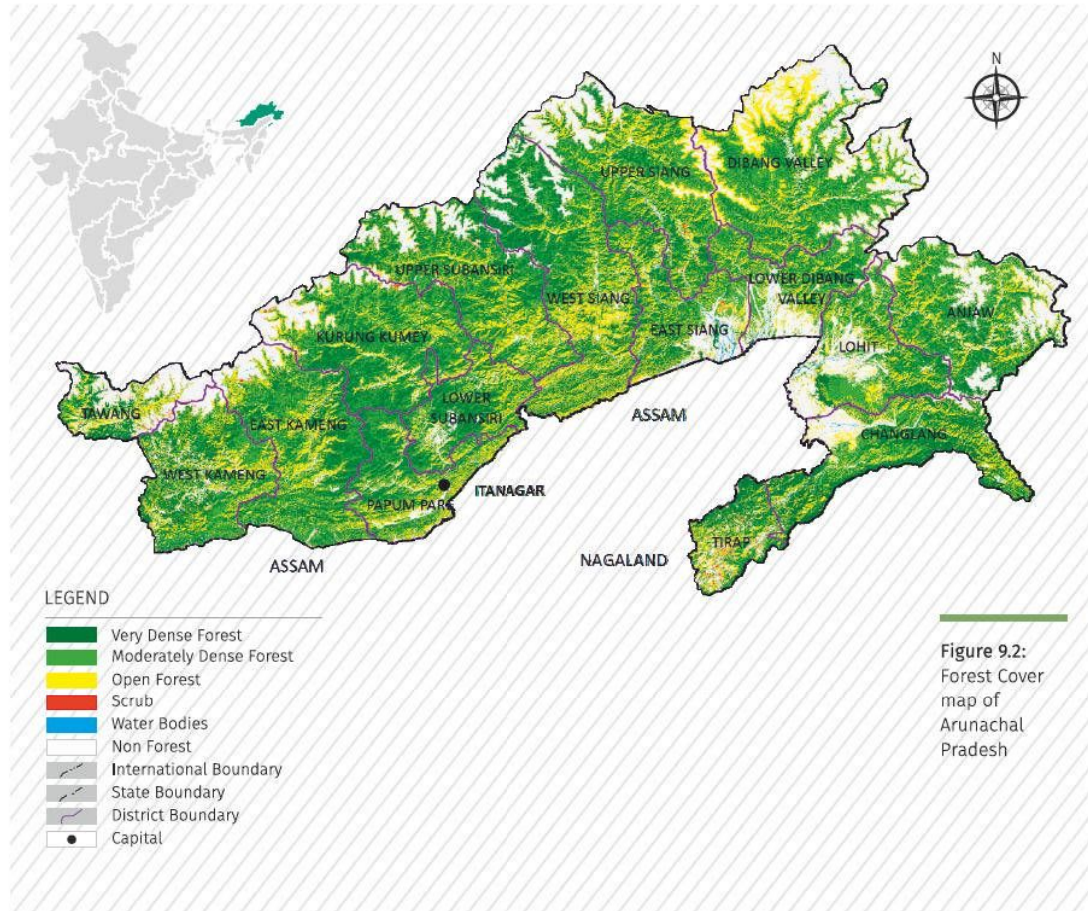 N
UPPER SIANG
DIBANG VALLEY
UPPER SUBANSIRI
WEST SIANG
LOWER DIBANG
VALLEY
ANJAW
KURUNG KUMEY
EAST SIANG
LOHIT
TAWANG
LOWER
SUBANSIRI
ASSAM
EAST KAMENG
CHANGLANG
WEST KAMENG
ITANAGAR
PAPUM PARE
TIRAP
NAGALAND
ASSAM
LEGEND
Very Dense Forest
Moderately Dense Forest
Open Forest
Scrub
Water Bodies
Non Forest
International Boundary
State Boundary
District Boundary
Capital
Figure 9.2:
Forest Cover
map of
Arunachal
Pradesh